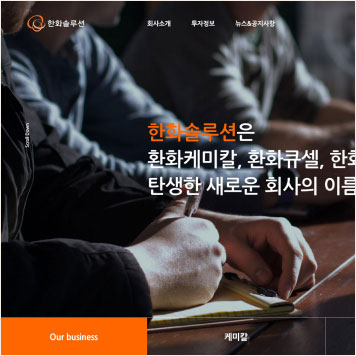 한화솔루션
회사소개 투자정보 뉴스&공지사항
Scroll Down
한화솔루션은
화화케미칼, 환화큐셀, 한화
탄생한 새로운 회사의 이름
Our business 케미칼